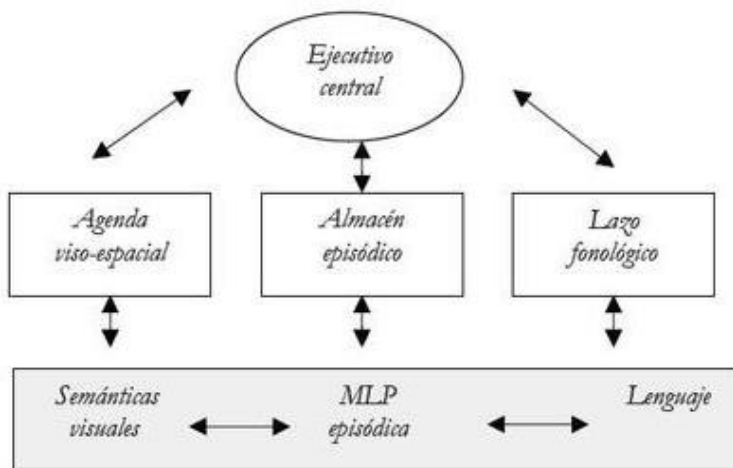 Ejecutivo
central
Agenda
viso-espacial
Almacén
episódico
Lazo
fonológico
Semánticas
visuales
MLP
episódica
Lenguaje